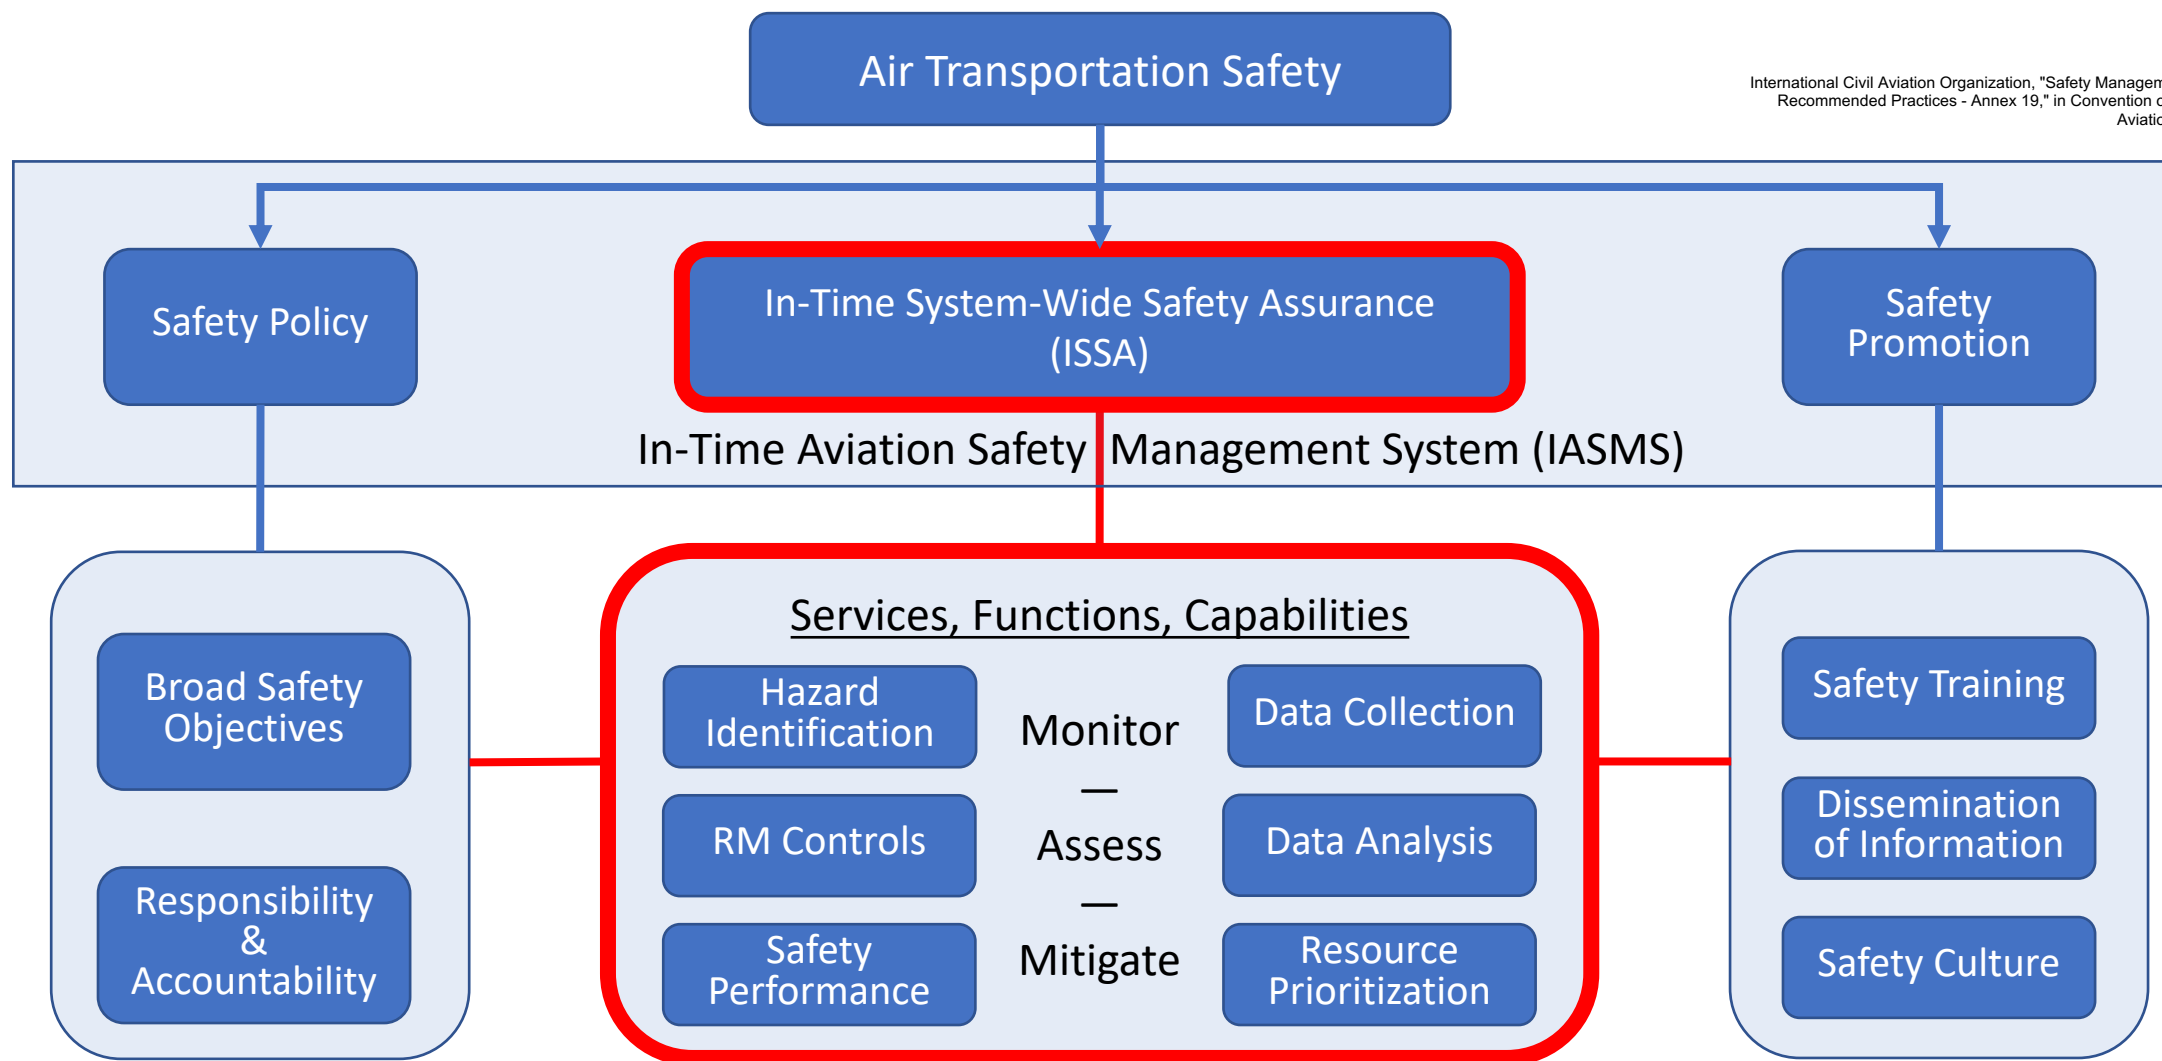 Air Transportation Safety
International Civil Aviation Organization, "Safety Managem
Recommended Practices - Annex 19," in Convention o
Aviatio
Safety Policy
In-Time System-Wide Safety Assurance
(ISSA)
Safety
Promotion
In-Time Aviation Safety Management System (IASMS)
Broad Safety
Objectives
Responsibility
&
Accountability
Services, Functions, Capabilities
Hazard
Identification
RM Controls
Safety
Performance
Monitor
—
Assess
—
Mitigate
Data Collection
Data Analysis
Resource
Prioritization
Safety Training
Dissemination
of Information
Safety Culture